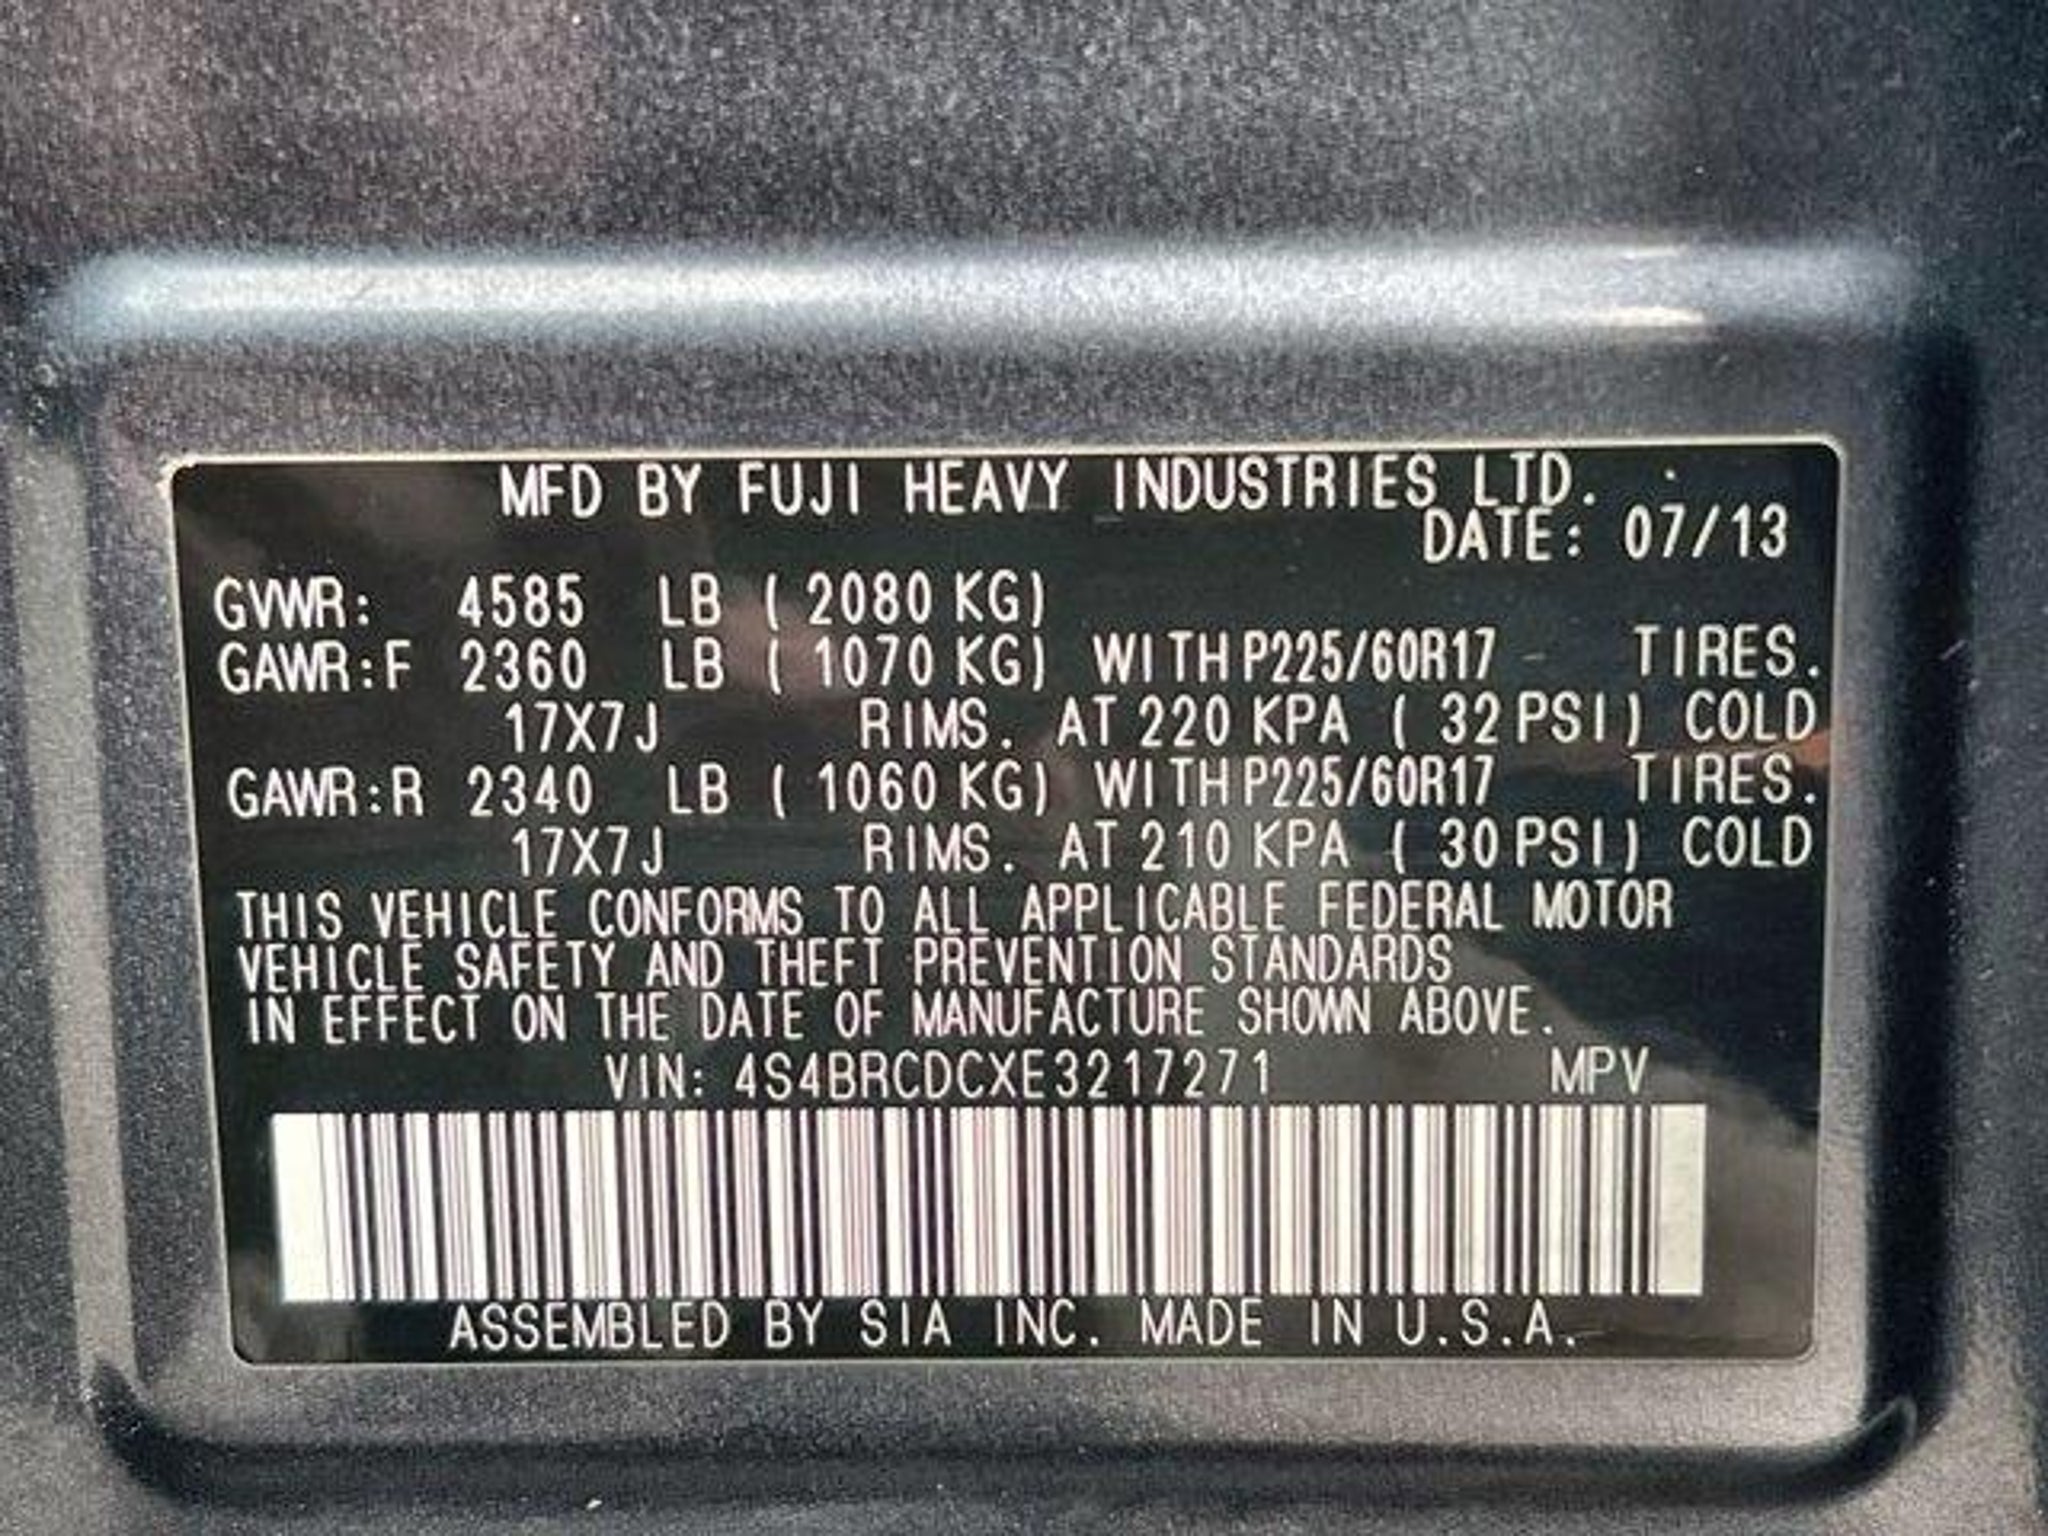 MFD BY FUJI HEAVY INDUSTRIES LTD.
DATE: 07/13
GVWR: 4585 LB ( 2080 KG)
GAWR:F 2360 LB ( 1070 KG) WITH P225/60R17 TIRES.
17X7J RIMS. AT 220 KPA ( 32 PSI) COLD
GAWR:R 2340 LB ( 1060 KG) WITH P225/60R17 TIRES.
17X7J RIMS. AT 210 KPA ( 30 PSI) COLD
THIS VEHICLE CONFORMS TO ALL APPLICABLE FEDERAL MOTOR
VEHICLE SAFETY AND THEFT PREVENTION STANDARDS
IN EFFECT ON THE DATE OF MANUFACTURE SHOWN ABOVE.
VIN: 4S4BRCDCXE3217271 MPV
ASSEMBLED BY SIA INC. MADE IN U.S.A.